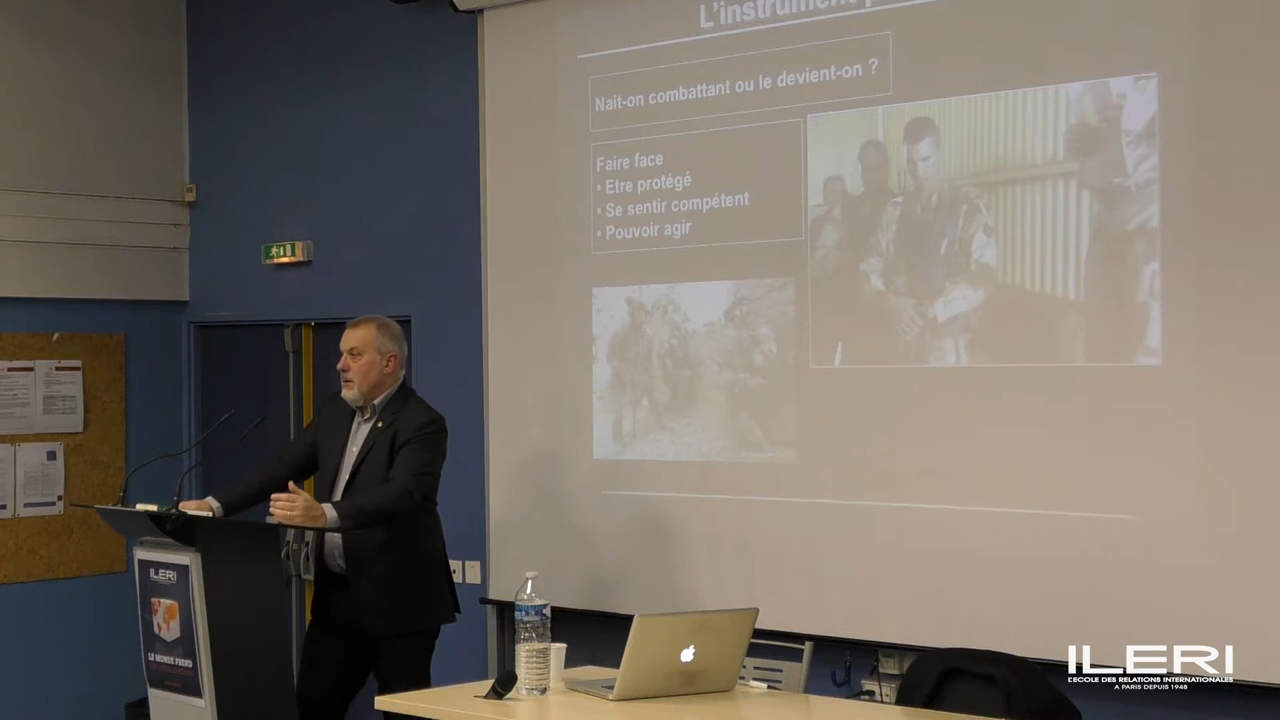 L'instrument
Nait-on combattant ou le devient-on ?
Faire face
• Etre protégé
• Se sentir compétent
• Pouvoir agir
ILERI
LE MONDE PREND
ILERI
L'ÉCOLE DES RELATIONS INTERNATIONALES
A PARIS DEPUIS 1948